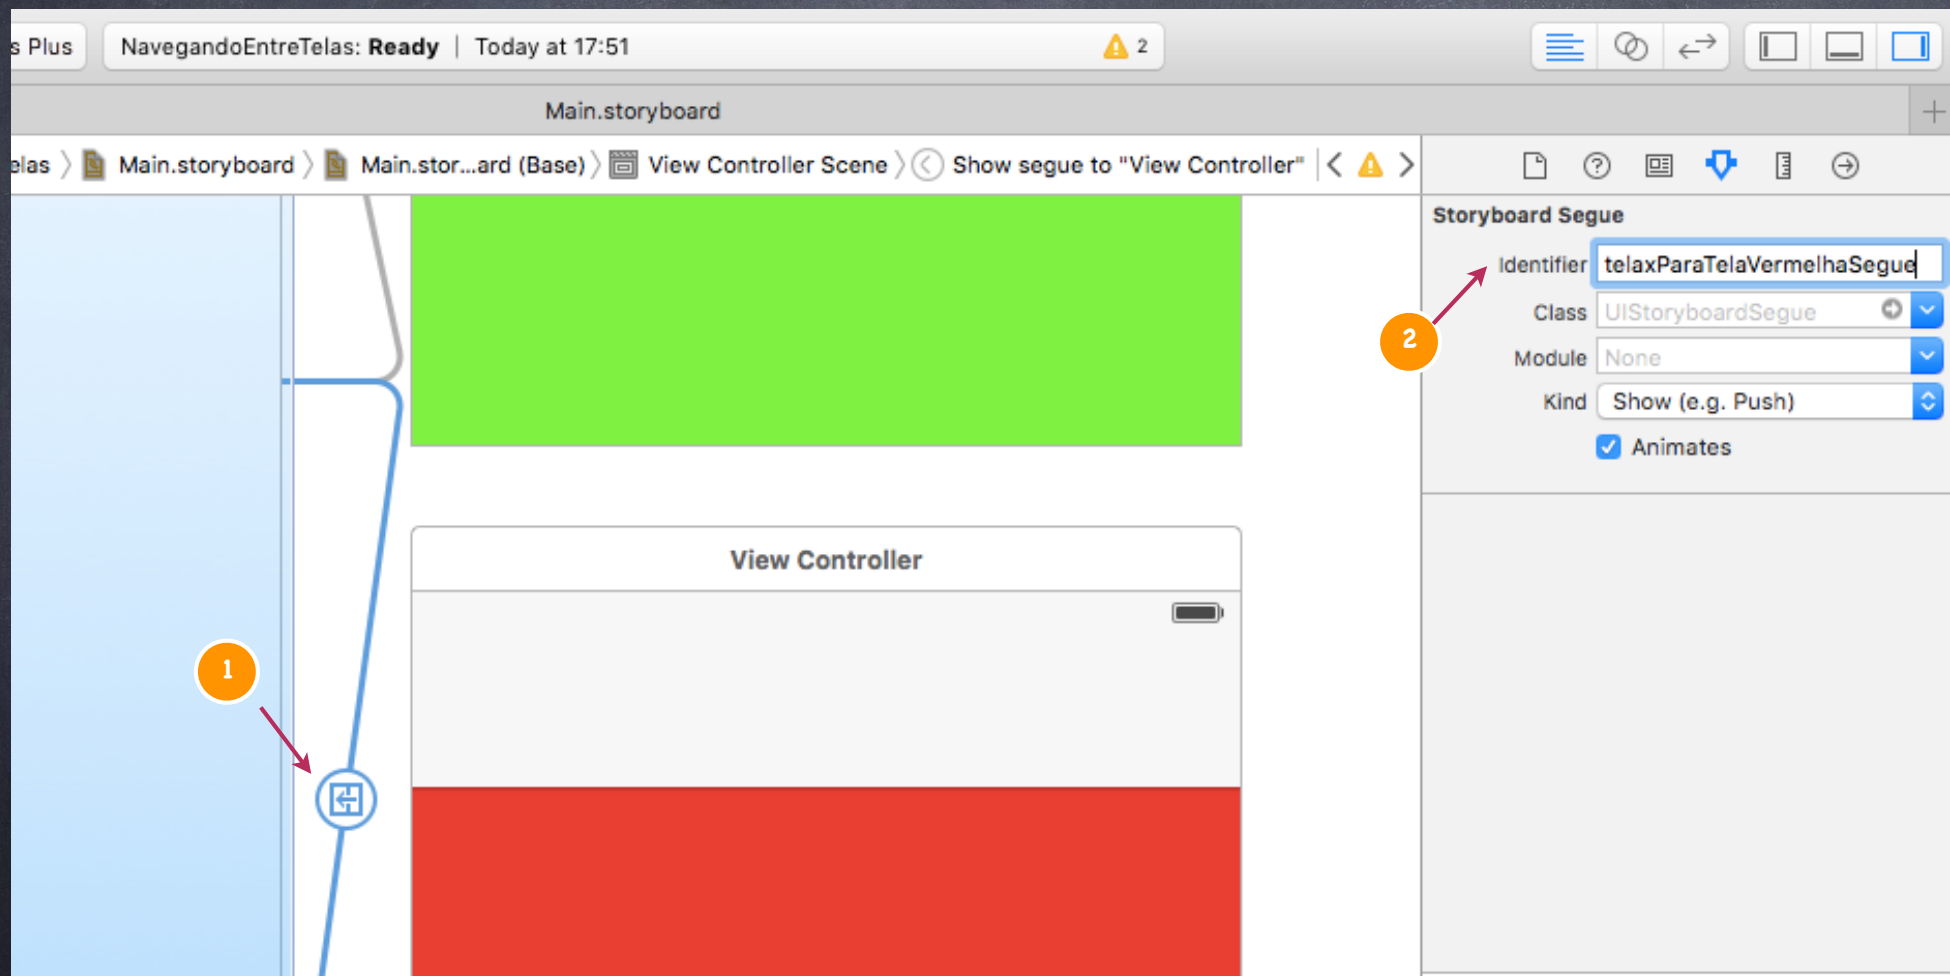 s Plus
NavegandoEntreTelas: Ready | Today at 17:51
2
Main.storyboard
elas 〉 Main.storyboard 〉 Main.stor...ard (Base) 〉 View Controller Scene 〉 Show segue to "View Controller"
Storyboard Segue
Identifier telaxParaTelaVermelhaSegue
2
Class UIStoryboardSegue
Module None
Kind Show (e.g. Push)
Animates
View Controller
1